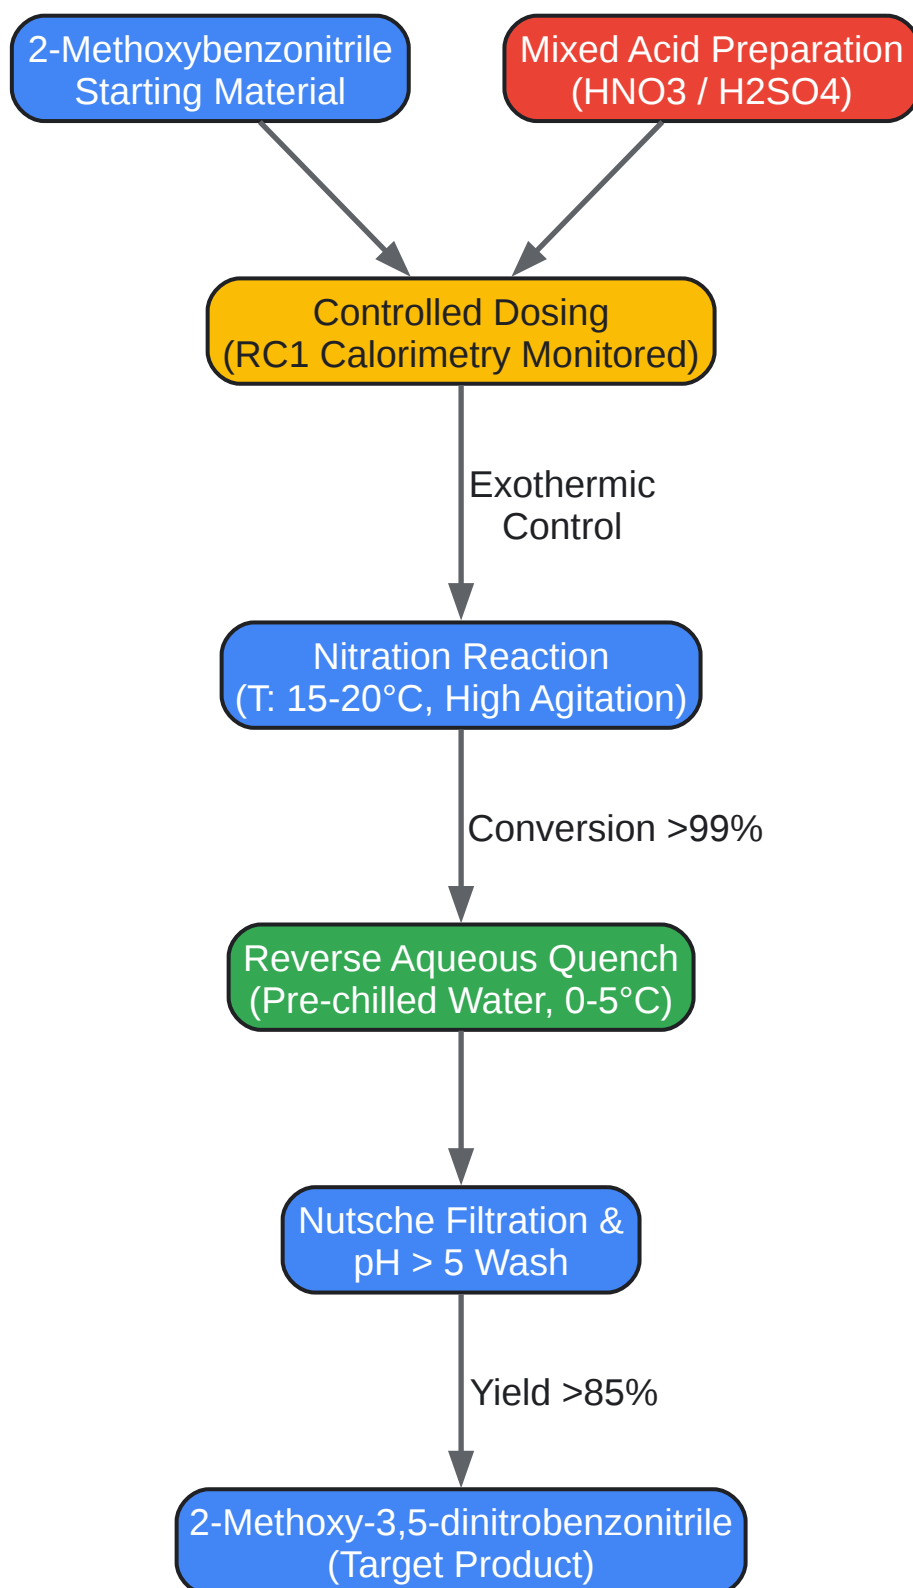 2-Methoxybenzonitrile
Starting Material
Mixed Acid Preparation
(HNO3 / H2SO4)
Controlled Dosing
(RC1 Calorimetry Monitored)
Exothermic
Control
Nitration Reaction
(T: 15-20°C, High Agitation)
Conversion >99%
Reverse Aqueous Quench
(Pre-chilled Water, 0-5°C)
Nutsche Filtration &
pH > 5 Wash
Yield >85%
2-Methoxy-3,5-dinitrobenzonitrile
(Target Product)